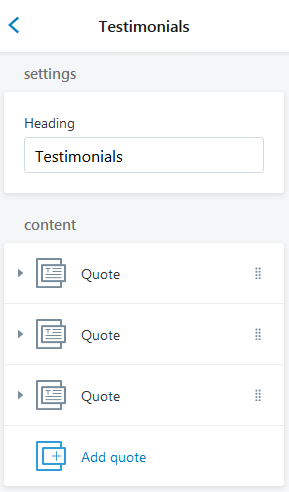 Testimonials
settings
Heading
Testimonials
content
Quote
Quote
Quote
Add quote